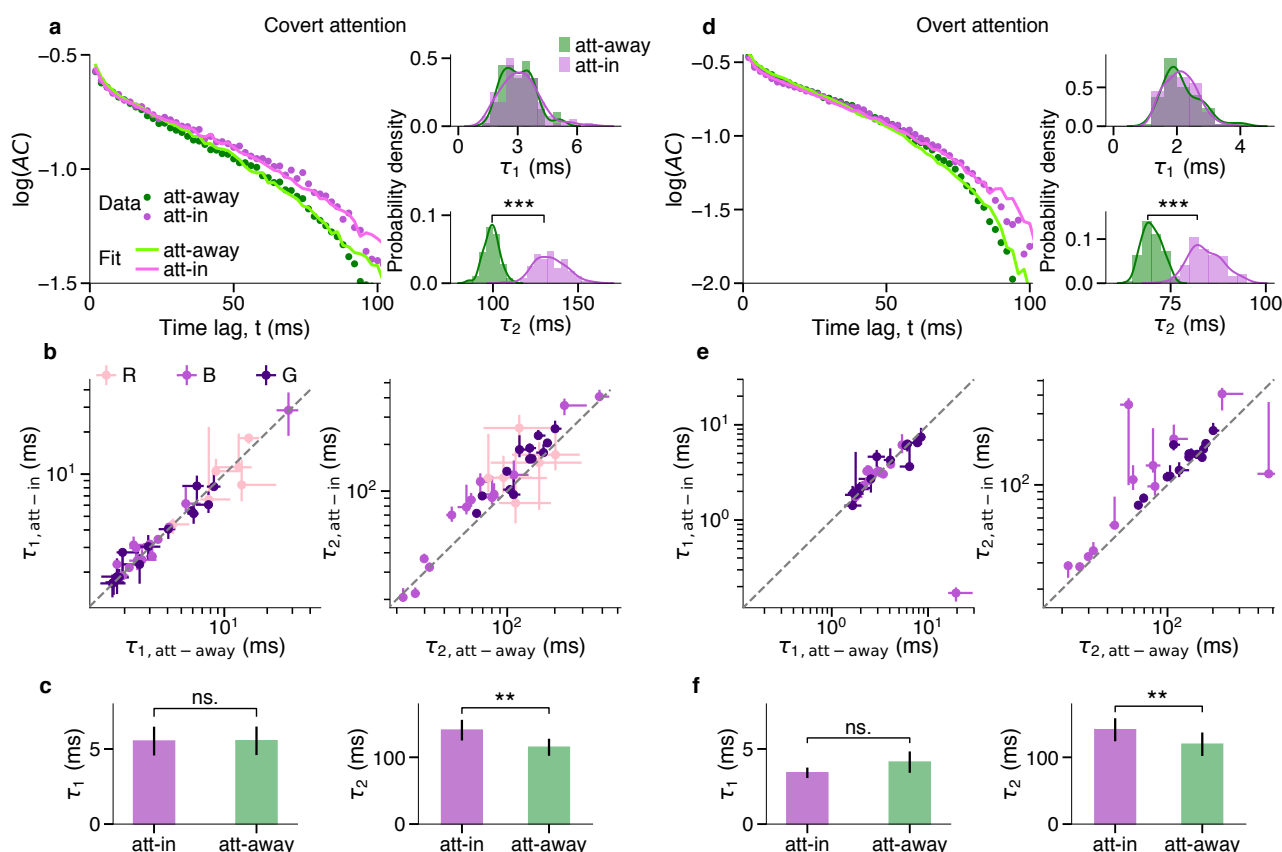 a
Covert attention
−0.5
−1.0
−1.5
log(AC)
Data
att-away
att-in
Fit
att-away
att-in
0
50
100
Time lag, t (ms)
att-away
att-in
0.5
0.0
0
3
6
τ1 (ms)
Probability density
0.1
0.0
***
100
150
τ2 (ms)
d
Overt attention
−0.5
−1.0
−1.5
−2.0
log(AC)
0
50
100
Time lag, t (ms)
0.5
0.0
0
2
4
τ1 (ms)
Probability density
0.1
0.0
***
75
100
τ2 (ms)
b
R
B
G
10^1
τ1, att − in (ms)
10^1
τ1, att − away (ms)
10^2
τ2, att − in (ms)
10^2
τ2, att − away (ms)
e
10^1
10^0
τ1, att − in (ms)
10^0
10^1
τ1, att − away (ms)
10^2
τ2, att − in (ms)
10^2
τ2, att − away (ms)
c
ns.
5
0
τ1 (ms)
att-in
att-away
**
100
0
τ2 (ms)
att-in
att-away
f
ns.
5
0
τ1 (ms)
att-in
att-away
**
100
0
τ2 (ms)
att-in
att-away